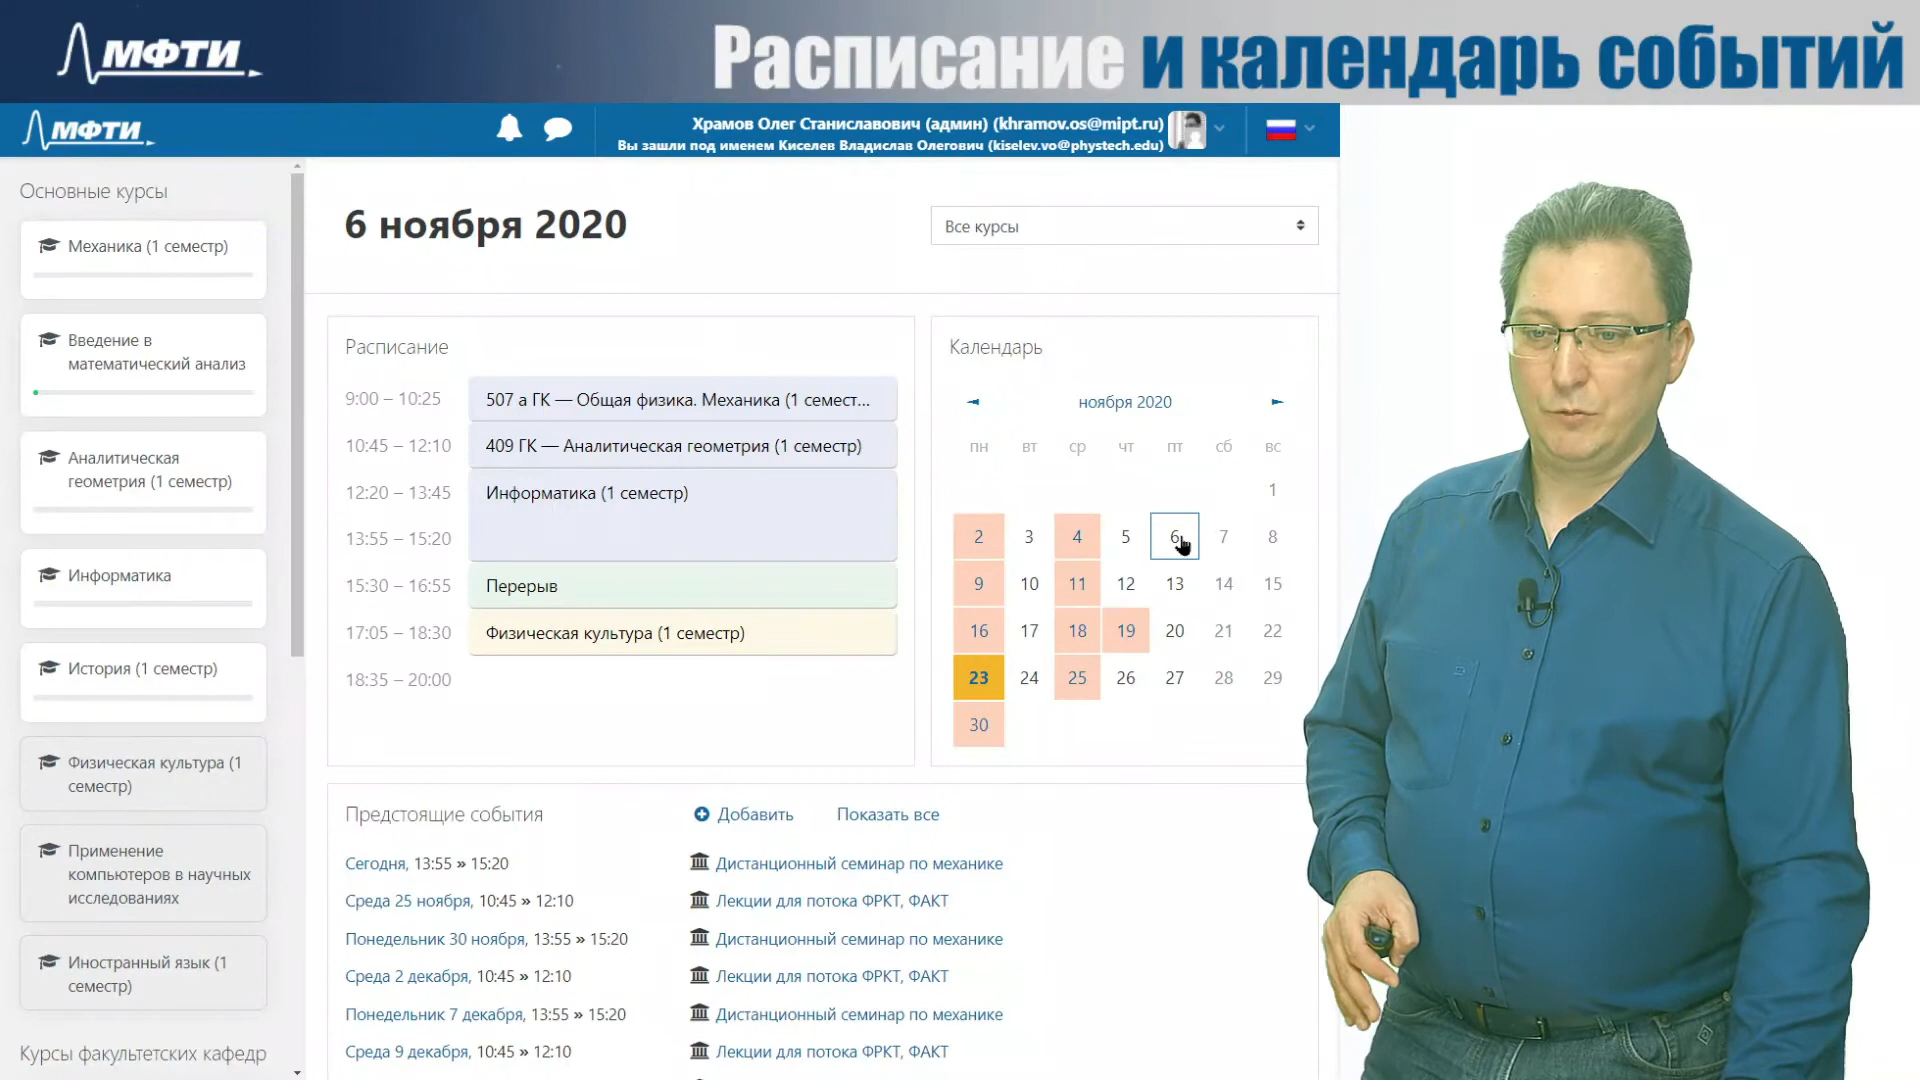 МФТИ
Расписание и календарь событий
МФТИ
Храмов Олег Станиславович (админ) (khramov.os@mipt.ru)
Вы зашли под именем Киселев Владислав Олегович (kiselev.vo@phystech.edu)
Основные курсы
Механика (1 семестр)
Введение в
математический анализ
Аналитическая
геометрия (1 семестр)
Информатика
История (1 семестр)
Физическая культура (1
семестр)
Применение
компьютеров в научных
исследованиях
Иностранный язык (1
семестр)
Курсы факультетских кафедр
6 ноября 2020
Все курсы
Расписание
9:00 – 10:25 507 а ГК — Общая физика. Механика (1 семест...
10:45 – 12:10 409 ГК — Аналитическая геометрия (1 семестр)
12:20 – 13:45 Информатика (1 семестр)
13:55 – 15:20
15:30 – 16:55 Перерыв
17:05 – 18:30 Физическая культура (1 семестр)
18:35 – 20:00
Календарь
◄ ноября 2020 ►
пн вт ср чт пт сб вс
1
2 3 4 5 6 7 8
9 10 11 12 13 14 15
16 17 18 19 20 21 22
23 24 25 26 27 28 29
30
Предстоящие события Добавить Показать все
Сегодня, 13:55 » 15:20 Дистанционный семинар по механике
Среда 25 ноября, 10:45 » 12:10 Лекции для потока ФРКТ, ФАКТ
Понедельник 30 ноября, 13:55 » 15:20 Дистанционный семинар по механике
Среда 2 декабря, 10:45 » 12:10 Лекции для потока ФРКТ, ФАКТ
Понедельник 7 декабря, 13:55 » 15:20 Дистанционный семинар по механике
Среда 9 декабря, 10:45 » 12:10 Лекции для потока ФРКТ, ФАКТ